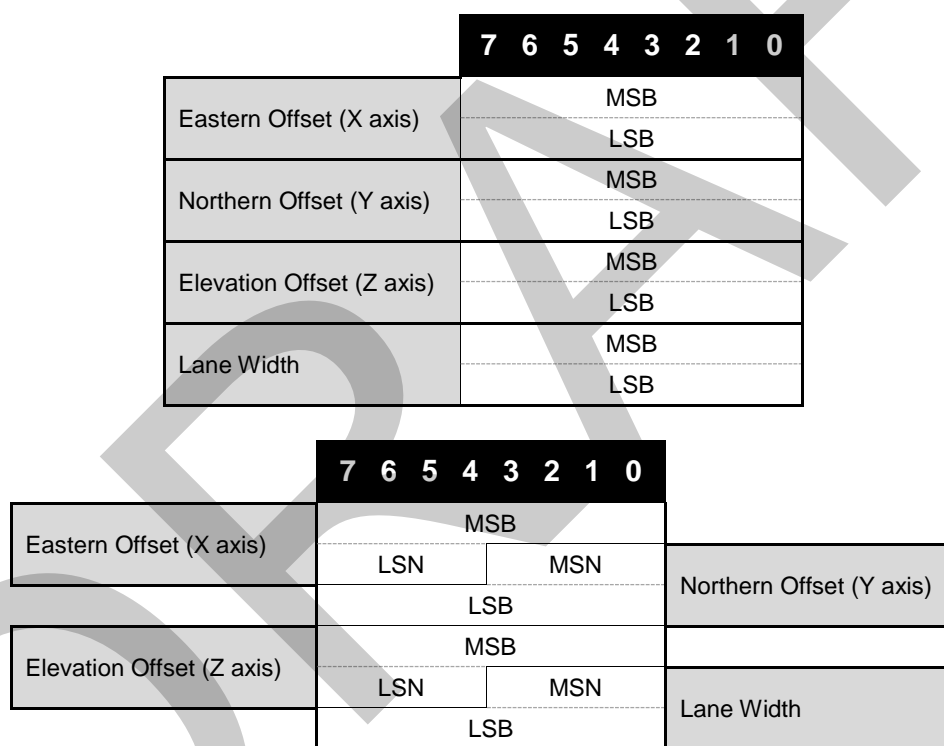 7 6 5 4 3 2 1 0
Eastern Offset (X axis)
MSB
LSB
Northern Offset (Y axis)
MSB
LSB
Elevation Offset (Z axis)
MSB
LSB
Lane Width
MSB
LSB
7 6 5 4 3 2 1 0
Eastern Offset (X axis)
MSB
LSN MSN
Northern Offset (Y axis)
LSB
Elevation Offset (Z axis)
MSB
LSN MSN
Lane Width
LSB